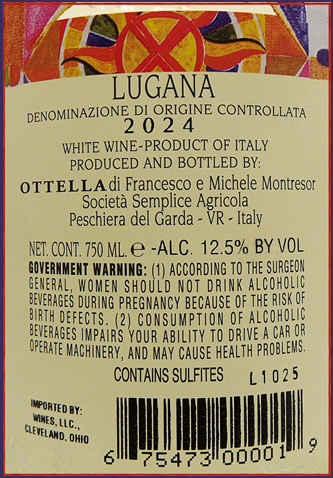 LUGANA
DENOMINAZIONE DI ORIGINE CONTROLLATA
2024
WHITE WINE-PRODUCT OF ITALY
PRODUCED AND BOTTLED BY:
OTTELLA di Francesco e Michele Montresor
Società Semplice Agricola
Peschiera del Garda - VR - Italy
NET. CONT. 750 ML. ℮ -ALC. 12.5% BY VOL
GOVERNMENT WARNING: (1) ACCORDING TO THE SURGEON
GENERAL, WOMEN SHOULD NOT DRINK ALCOHOLIC
BEVERAGES DURING PREGNANCY BECAUSE OF THE RISK OF
BIRTH DEFECTS. (2) CONSUMPTION OF ALCOHOLIC
BEVERAGES IMPAIRS YOUR ABILITY TO DRIVE A CAR OR
OPERATE MACHINERY, AND MAY CAUSE HEALTH PROBLEMS.
CONTAINS SULFITES
L1025
IMPORTED BY:
WINES, LLC.,
CLEVELAND, OHIO
6 75473 00001 9